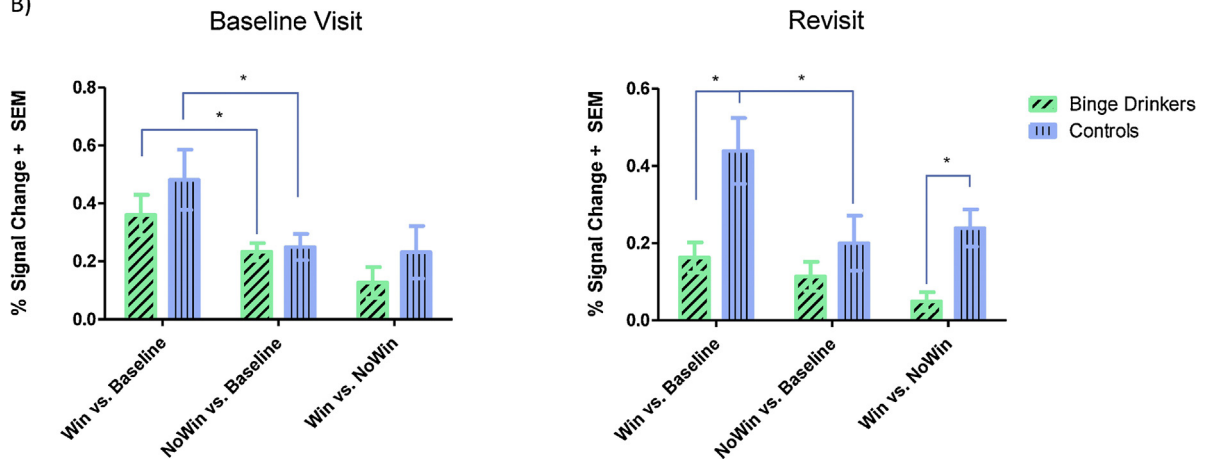 B)
Baseline Visit
% Signal Change + SEM
0.8
0.6
0.4
0.2
0.0
*
*
Win vs. Baseline
NoWin vs. Baseline
Win vs. NoWin
Revisit
% Signal Change + SEM
0.6
0.4
0.2
0.0
*
*
*
Win vs. Baseline
NoWin vs. Baseline
Win vs. NoWin
Binge Drinkers
Controls